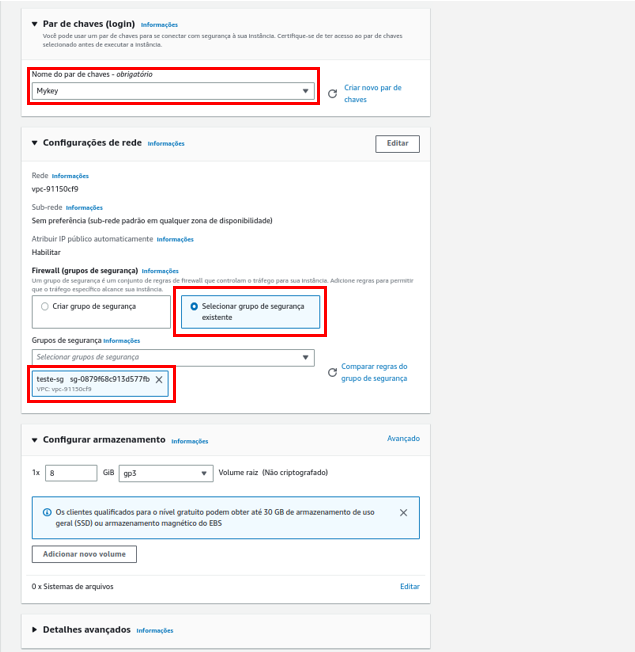 Par de chaves (login) Informações
Você pode usar um par de chaves para se conectar com segurança à sua instância. Certifique-se de ter acesso ao par de chaves
selecionado antes de executar a instância.
Nome do par de chaves - obrigatório
Mykey
Criar novo par de
chaves
Configurações de rede Informações
Editar
Rede Informações
vpc-91150cf9
Sub-rede Informações
Sem preferência (sub-rede padrão em qualquer zona de disponibilidade)
Atribuir IP público automaticamente Informações
Habilitar
Firewall (grupos de segurança) Informações
Um grupo de segurança é um conjunto de regras de firewall que controlam o tráfego para sua instância. Adicione regras para permitir
que o tráfego específico alcance sua instância.
Criar grupo de segurança
Selecionar grupo de segurança
existente
Grupos de segurança Informações
Selecionar grupos de segurança
teste-sg sg-0879f68c913d577fb
VPC: vpc-91150cf9
Comparar regras do
grupo de segurança
Configurar armazenamento Informações
Avançado
1x 8 GiB gp3 Volume raiz (Não criptografado)
Os clientes qualificados para o nível gratuito podem obter até 30 GB de armazenamento de uso
geral (SSD) ou armazenamento magnético do EBS
Adicionar novo volume
0 x Sistemas de arquivos
Editar
Detalhes avançados Informações